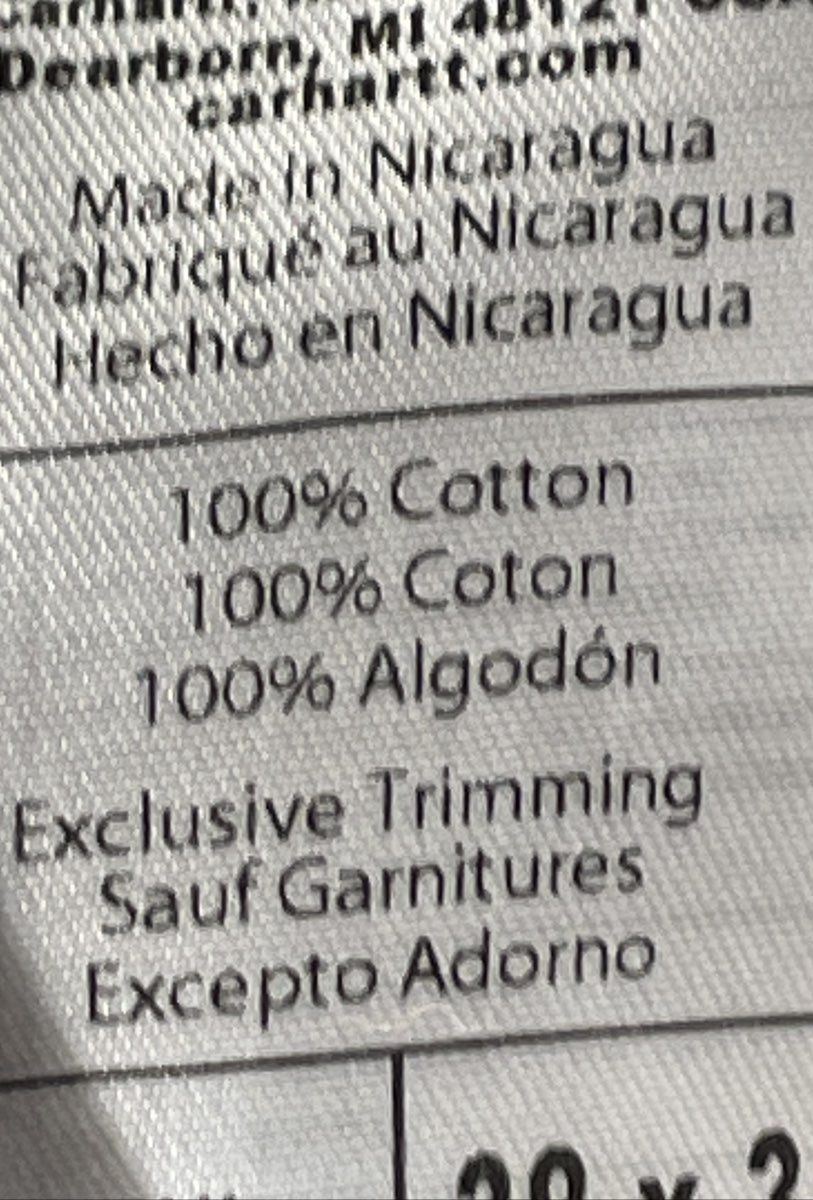 Dearborn, MI 48121
carhartt.com
Made in Nicaragua
Fabriqué au Nicaragua
Hecho en Nicaragua
100% Cotton
100% Coton
100% Algodón
Exclusive Trimming
Sauf Garnitures
Excepto Adorno